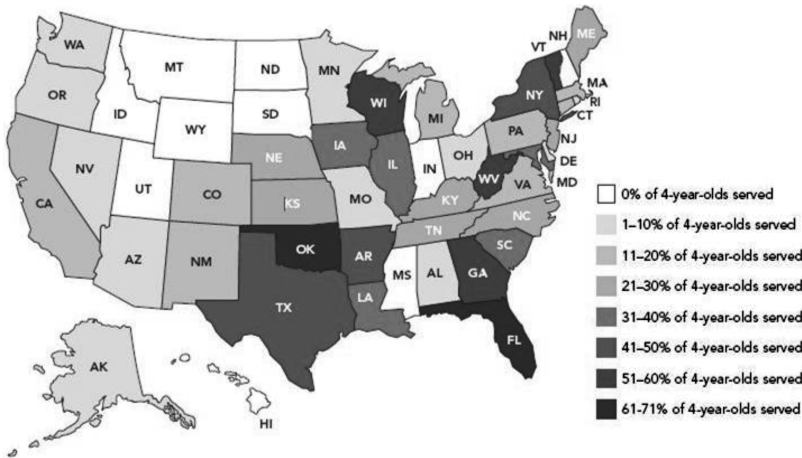 WA
MT
ND
MN
VT
NH
ME
OR
ID
SD
WI
MI
NY
MA
RI
CT
WY
IA
PA
NJ
NE
IL
IN
OH
DE
MD
NV
UT
CO
KS
MO
KY
WV
VA
CA
TN
NC
AZ
NM
OK
AR
SC
MS
AL
GA
TX
LA
FL
AK
HI
0% of 4-year-olds served
1–10% of 4-year-olds served
11–20% of 4-year-olds served
21–30% of 4-year-olds served
31–40% of 4-year-olds served
41–50% of 4-year-olds served
51–60% of 4-year-olds served
61-71% of 4-year-olds served